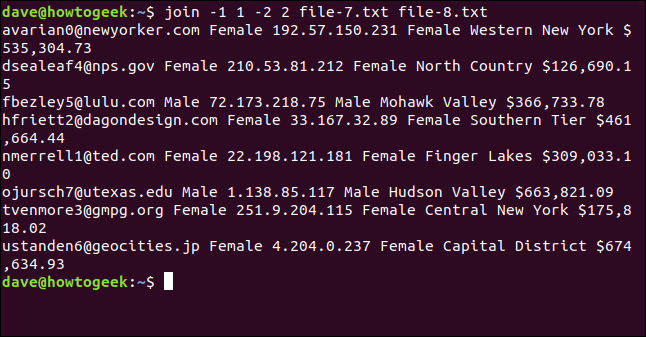 dave@howtogeek:~$ join -1 1 -2 2 file-7.txt file-8.txt
avarian0@newyorker.com Female 192.57.150.231 Female Western New York $
535,304.73
dsealeaf4@nps.gov Female 210.53.81.212 Female North Country $126,690.1
5
fbezley5@lulu.com Male 72.173.218.75 Male Mohawk Valley $366,733.78
hfriett2@dagondesign.com Female 33.167.32.89 Female Southern Tier $461
,664.44
nmerrell1@ted.com Female 22.198.121.181 Female Finger Lakes $309,033.1
0
ojursch7@utexas.edu Male 1.138.85.117 Male Hudson Valley $663,821.09
tvenmore3@gmpg.org Female 251.9.204.115 Female Central New York $175,8
18.02
ustanden6@geocities.jp Female 4.204.0.237 Female Capital District $674
,634.93
dave@howtogeek:~$